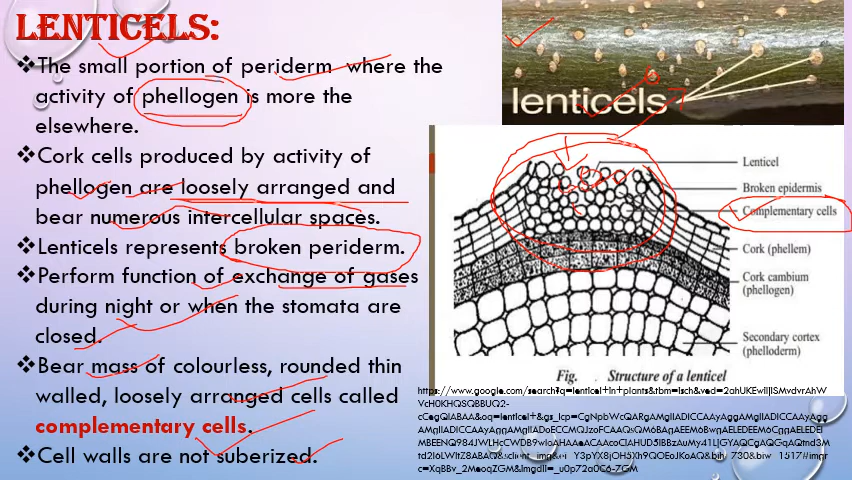 LENTICELS:
❖The small portion of periderm where the
activity of phellogen is more the
elsewhere.
❖Cork cells produced by activity of
phellogen are loosely arranged and
bear numerous intercellular spaces.
❖Lenticels represents broken periderm.
❖Perform function of exchange of gases
during night or when the stomata are
closed.
❖Bear mass of colourless, rounded thin
walled, loosely arranged cells called
complementary cells.
❖Cell walls are not suberized.
lenticels
Lenticel
Broken epidermis
Complementary cells
Cork (phellem)
Cork cambium
(phellogen)
Secondary cortex
(phelloderm)
Fig. Structure of a lenticel